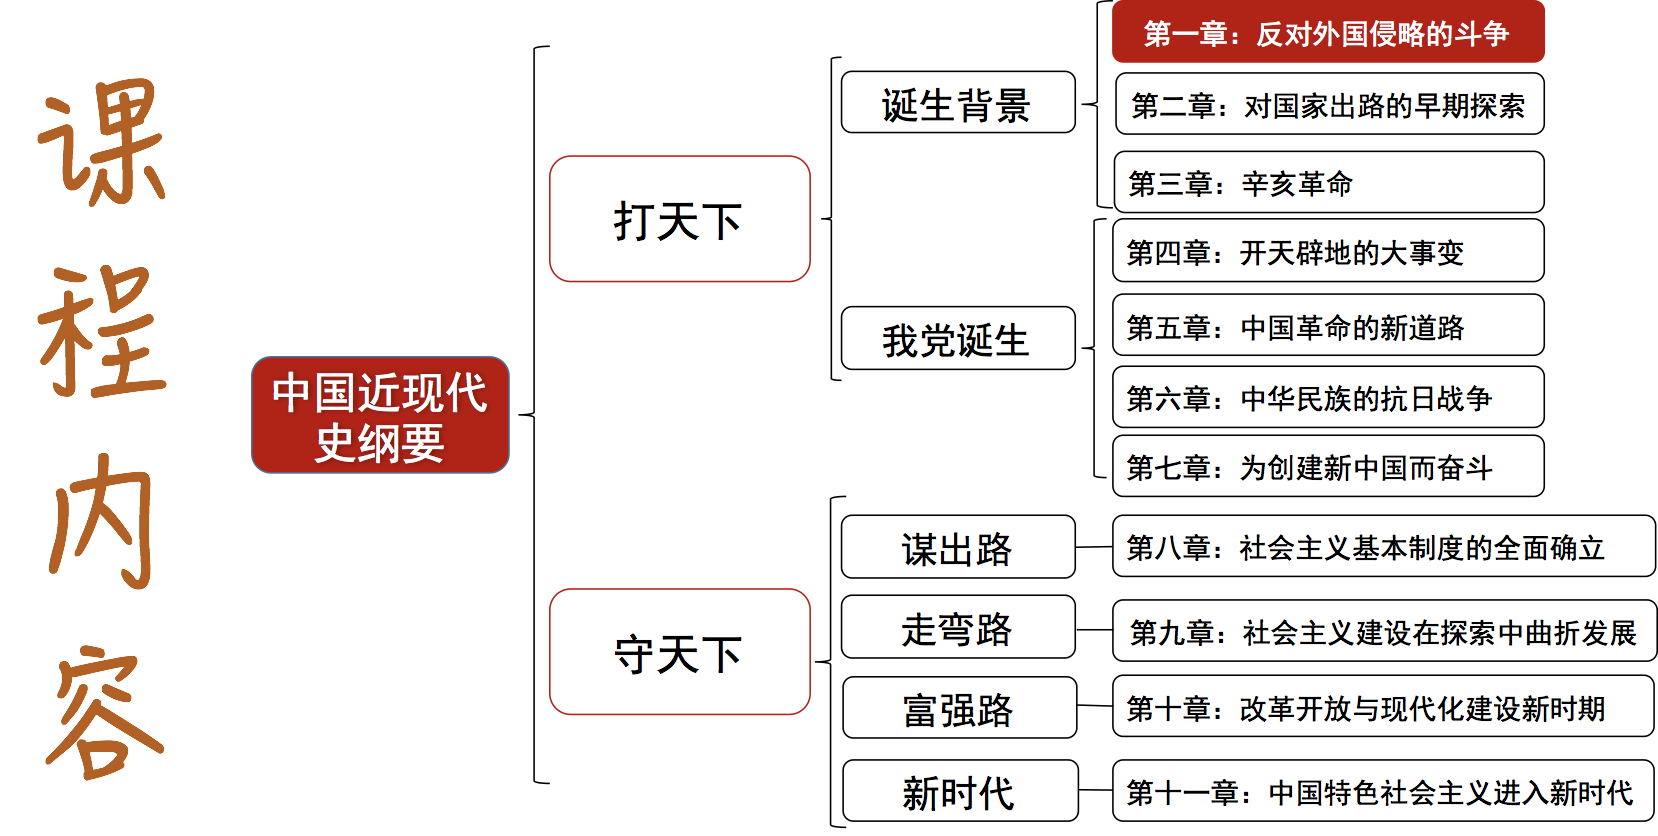 课程内容
中国近现代
史纲要
打天下
诞生背景
第一章：反对外国侵略的斗争
第二章：对国家出路的早期探索
第三章：辛亥革命
我党诞生
第四章：开天辟地的大事变
第五章：中国革命的新道路
第六章：中华民族的抗日战争
第七章：为创建新中国而奋斗
守天下
谋出路
第八章：社会主义基本制度的全面确立
走弯路
第九章：社会主义建设在探索中曲折发展
富强路
第十章：改革开放与现代化建设新时期
新时代
第十一章：中国特色社会主义进入新时代